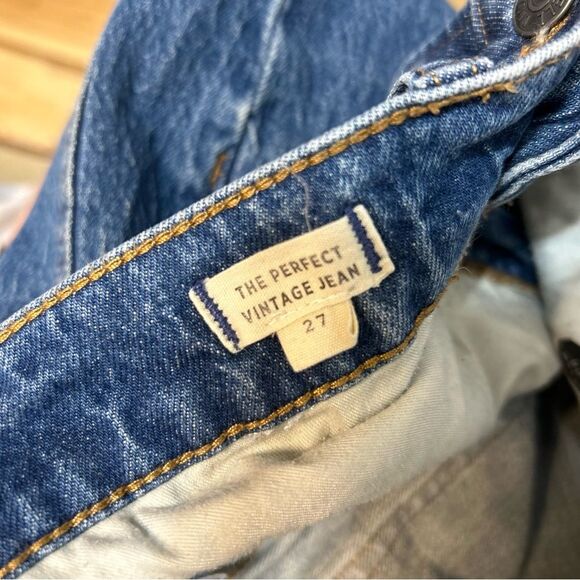 THE PERFECT
VINTAGE JEAN
27